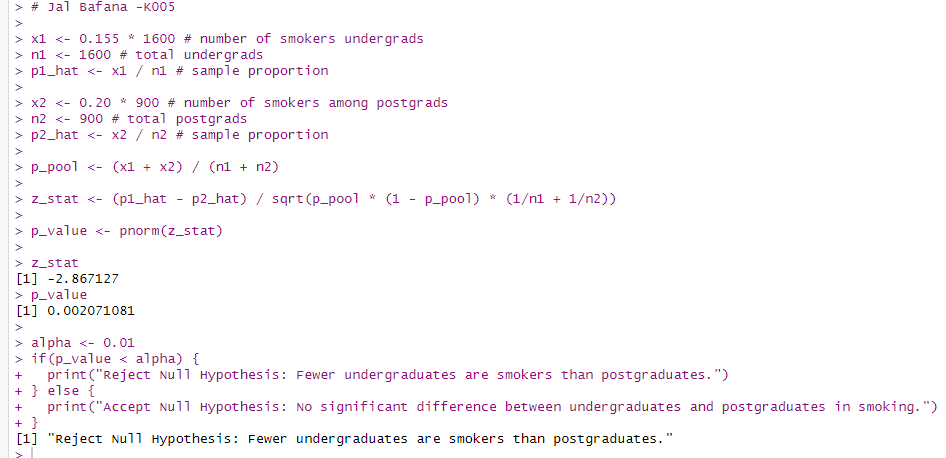 > # Jal Bafana -K005
>
> x1 <- 0.155 * 1600 # number of smokers undergrads
> n1 <- 1600 # total undergrads
> p1_hat <- x1 / n1 # sample proportion
>
> x2 <- 0.20 * 900 # number of smokers among postgrads
> n2 <- 900 # total postgrads
> p2_hat <- x2 / n2 # sample proportion
>
> p_pool <- (x1 + x2) / (n1 + n2)
>
> z_stat <- (p1_hat - p2_hat) / sqrt(p_pool * (1 - p_pool) * (1/n1 + 1/n2))
>
> p_value <- pnorm(z_stat)
>
> z_stat
[1] -2.867127
> p_value
[1] 0.002071081
>
> alpha <- 0.01
> if(p_value < alpha) {
+   print("Reject Null Hypothesis: Fewer undergraduates are smokers than postgraduates.")
+ } else {
+   print("Accept Null Hypothesis: No significant difference between undergraduates and postgraduates in smoking.")
+ }
[1] "Reject Null Hypothesis: Fewer undergraduates are smokers than postgraduates."
>